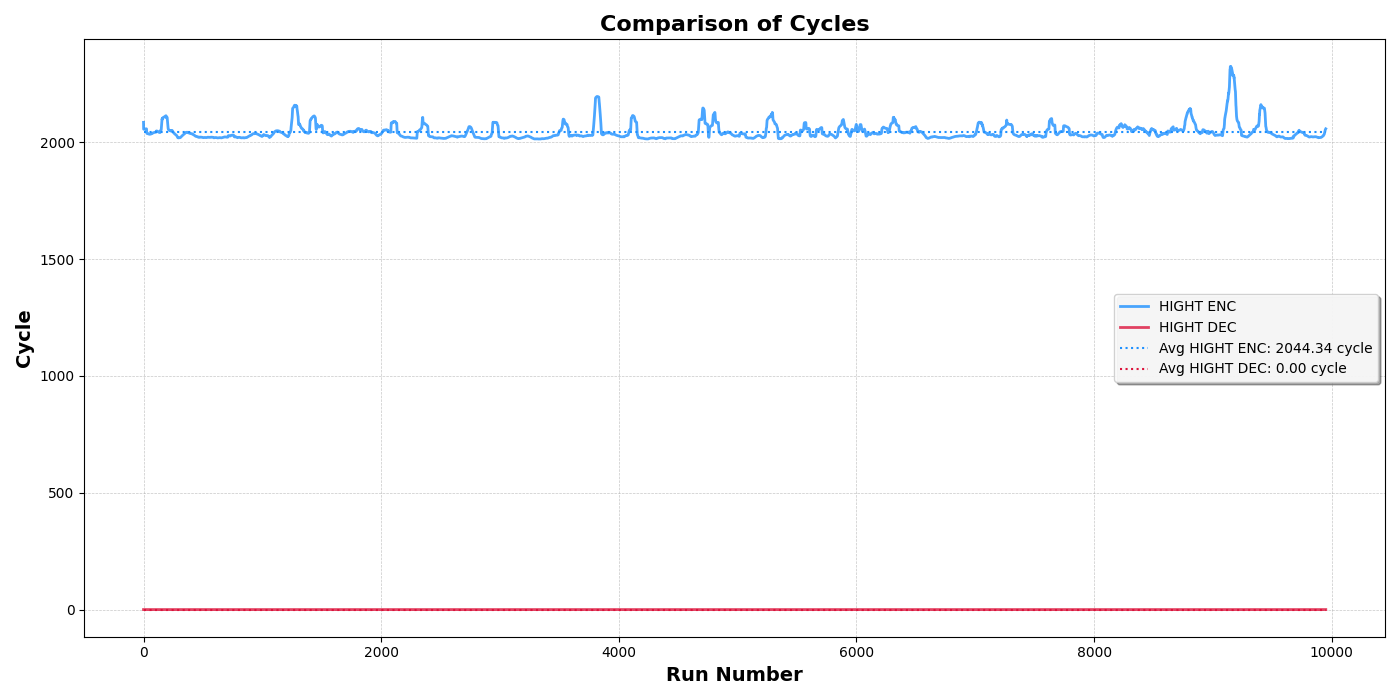 Comparison of Cycles
Cycle
2000
1500
1000
500
0
HIGHT ENC
HIGHT DEC
Avg HIGHT ENC: 2044.34 cycle
Avg HIGHT DEC: 0.00 cycle
0 2000 4000 6000 8000 10000
Run Number